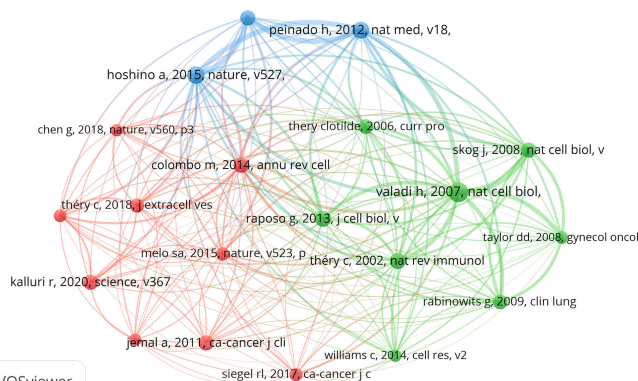 peinado h, 2012, nat med, v18,
hoshino a, 2015, nature, v527,
chen g, 2018, nature, v560, p3
thery clotilde, 2006, curr pro
skog j, 2008, nat cell biol, v
colombo m, 2014, annu rev cell
valadi h, 2007, nat cell biol,
théry c, 2018, j extracell ves
raposo g, 2013, j cell biol, v
taylor dd, 2008, gynecol oncol
melo sa, 2015, nature, v523, p
théry c, 2002, nat rev immunol
kalluri r, 2020, science, v367
rabinowits g, 2009, clin lung
jemal a, 2011, ca-cancer j cli
williams c, 2014, cell res, v2
siegel rl, 2017, ca-cancer j c
VOSviewer